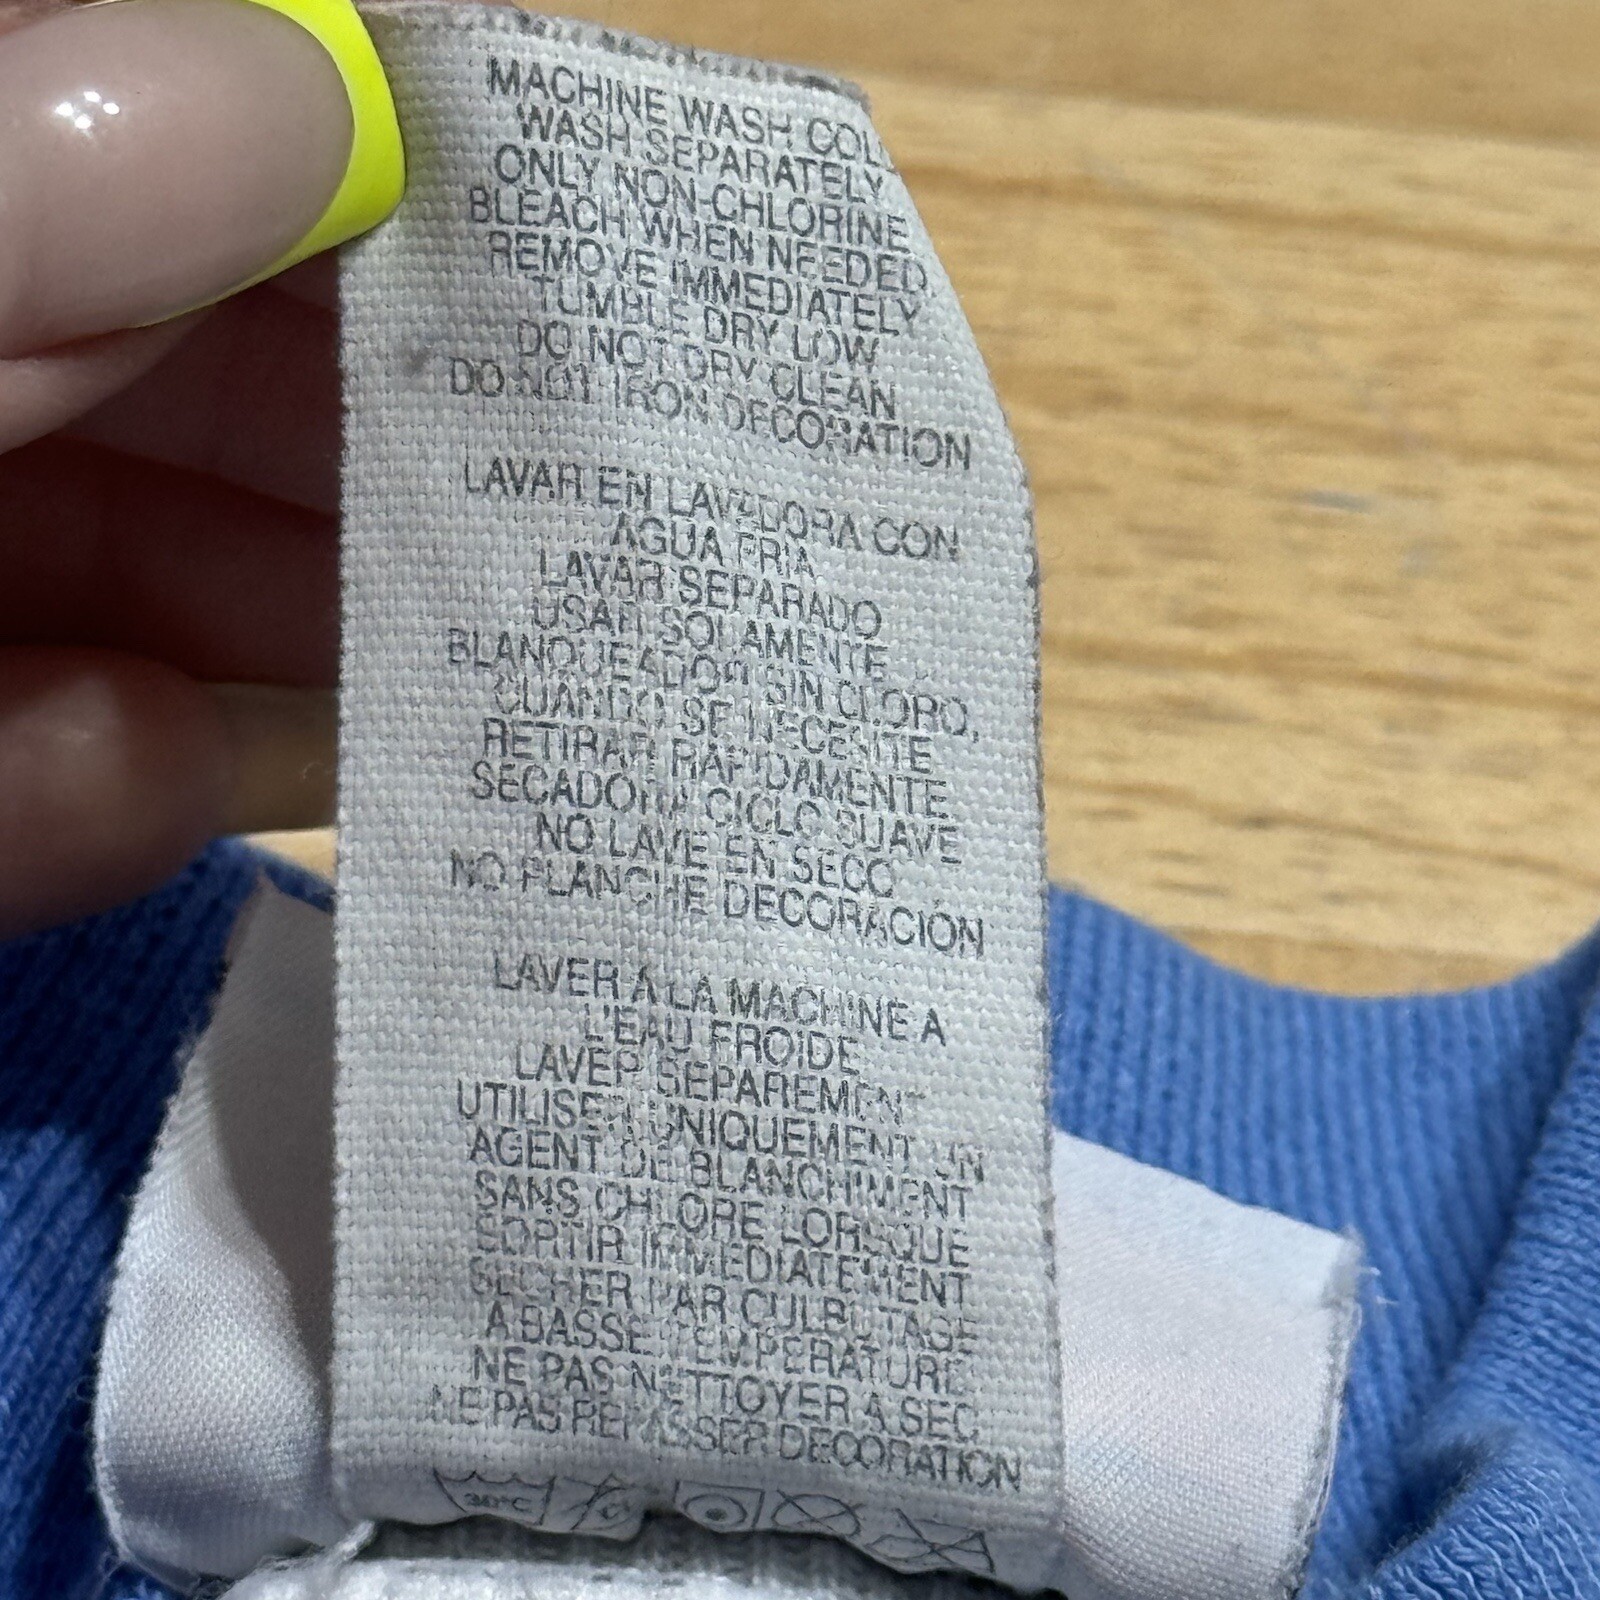 MACHINE WASH COL
WASH SEPARATELY
ONLY NON-CHLORINE
BLEACH WHEN NEEDED
REMOVE IMMEDIATELY
TUMBLE DRY LOW
DO NOT DRY CLEAN
DO NOT IRON DECORATION
LAVAR EN LAVADORA CON
AGUA FRIA
LAVAR SEPARADO
USAR SOLAMENTE
BLANQUEADOR SIN CLORO,
CUANDO SE NECESITE
RETIRAR RAPIDAMENTE
SECADORA CICLO SUAVE
NO LAVE EN SECO
NO PLANCHE DECORACIÓN
LAVER A LA MACHINE A
L'EAU FROIDE
LAVER SEPAREMENT
UTILISER UNIQUEMENT UN
AGENT DE BLANCHIMENT
SANS CHLORE LORSQUE
SORTIR IMMEDIATEMENT
SECHER PAR CULBUTAGE
A BASSE TEMPERATURE
NE PAS NETTOYER A SEC
NE PAS REPASSER DECORATION
30°C